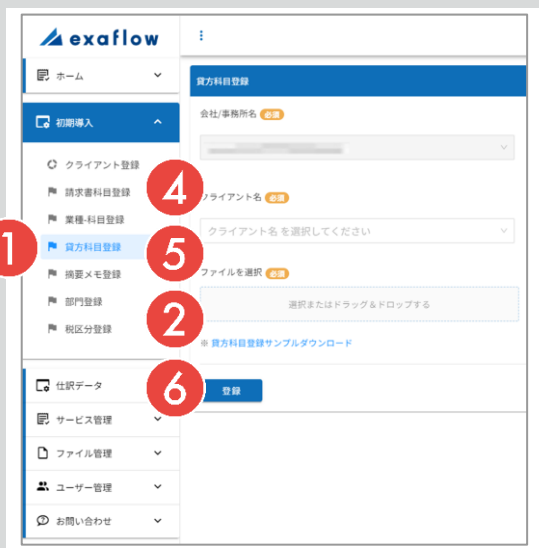 exaflow
ホーム
初期導入
クライアント登録
請求書科目登録
業種-科目登録
貸方科目登録
摘要メモ登録
部門登録
税区分登録
仕訳データ
サービス管理
ファイル管理
ユーザー管理
お問い合わせ
貸方科目登録
会社/事務所名 必須
クライアント名 必須
クライアント名 を選択してください
ファイルを選択 必須
選択またはドラッグ&ドロップする
※ 貸方科目登録サンプルダウンロード
登録
1
4
5
2
6